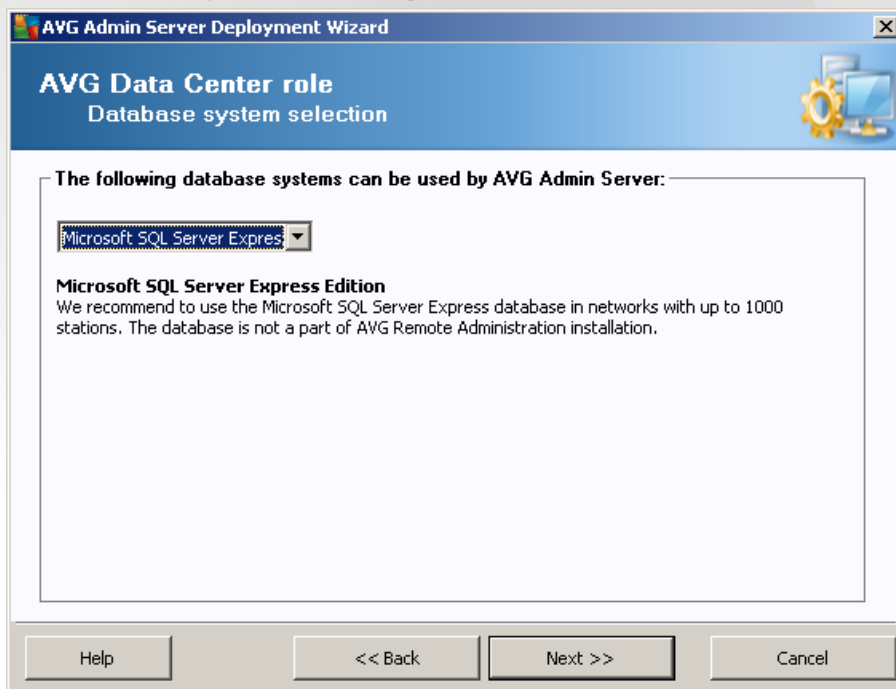 AVG Admin Server Deployment Wizard
AVG Data Center role
Database system selection
The following database systems can be used by AVG Admin Server:
Microsoft SQL Server Expres
Microsoft SQL Server Express Edition
We recommend to use the Microsoft SQL Server Express database in networks with up to 1000
stations. The database is not a part of AVG Remote Administration installation.
Help
<< Back
Next >>
Cancel